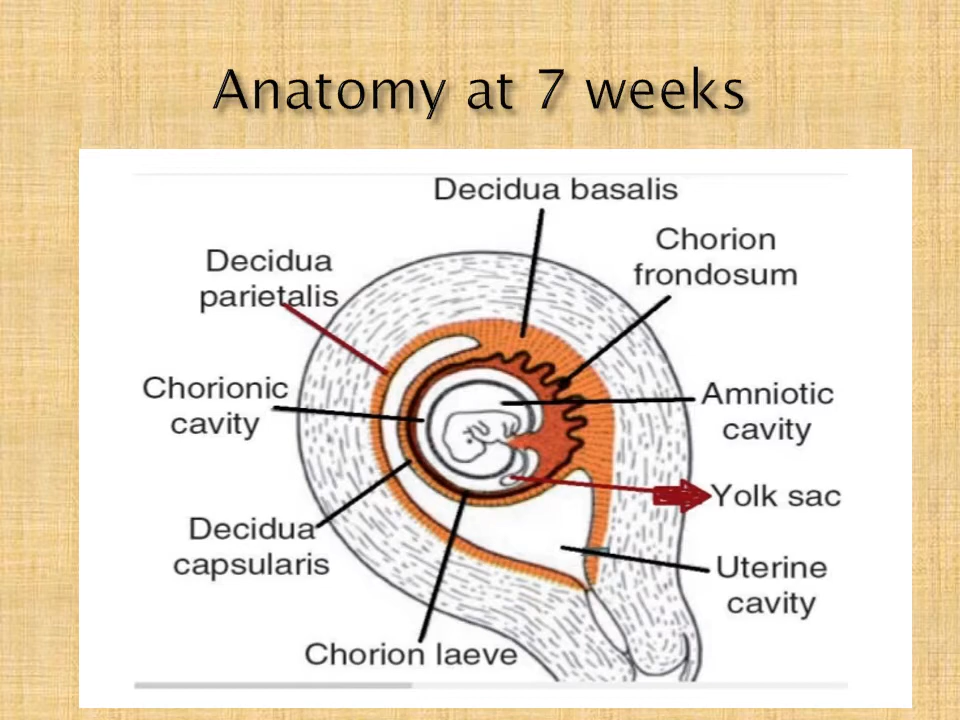 Anatomy at 7 weeks
Decidua basalis
Chorion
frondosum
Decidua
parietalis
Chorionic
cavity
Amniotic
cavity
Yolk sac
Decidua
capsularis
Uterine
cavity
Chorion laeve